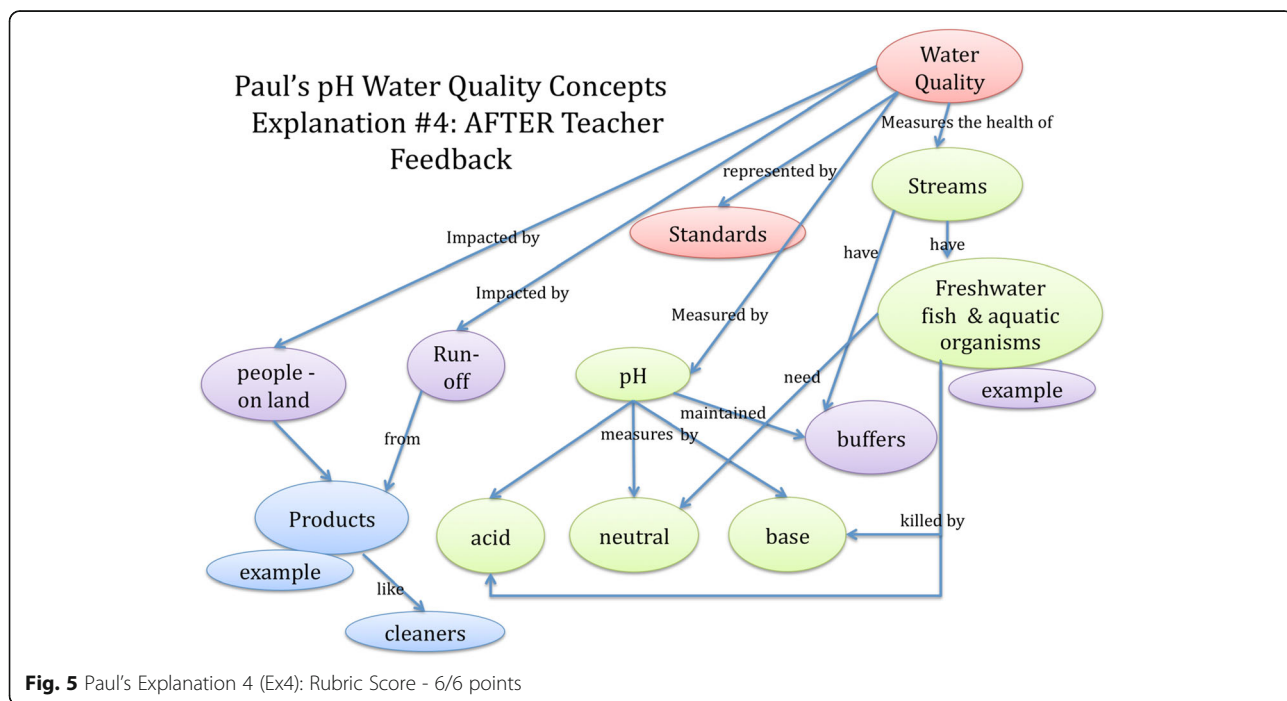 Paul's pH Water Quality Concepts
Explanation #4: AFTER Teacher
Feedback
Water
Quality
Measures the health of
Streams
represented by
Standards
Impacted by
have
have
Impacted by
Measured by
Freshwater
fish & aquatic
organisms
example
people -
on land
Run-
off
pH
need
maintained
by
buffers
from
measures
Products
example
acid
neutral
base
killed by
like
cleaners
Fig. 5 Paul's Explanation 4 (Ex4): Rubric Score - 6/6 points